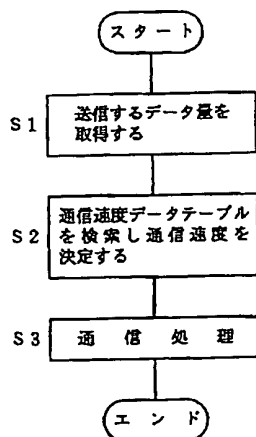 スタート
S1
送信するデータ量を
取得する
通信速度データテーブル
S2
を検索し通信速度を
決定する
S3
通信処理
エンド